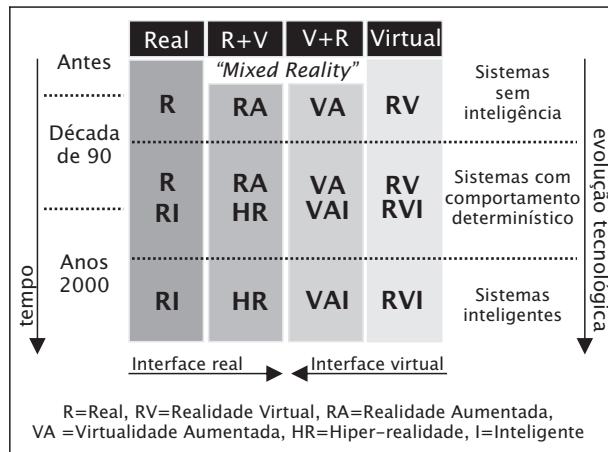 Real R+V V+R Virtual
Antes
"Mixed Reality"
R RA VA RV
Sistemas
sem
inteligência
Década
de 90
R RA VA RV
RI HR VAI RVI
Sistemas com
comportamento
determinístico
Anos
2000
RI HR VAI RVI
Sistemas
inteligentes
tempo
evolução tecnológica
Interface real Interface virtual
R=Real, RV=Realidade Virtual, RA=Realidade Aumentada,
VA =Virtualidade Aumentada, HR=Hiper-realidade, I=Inteligente